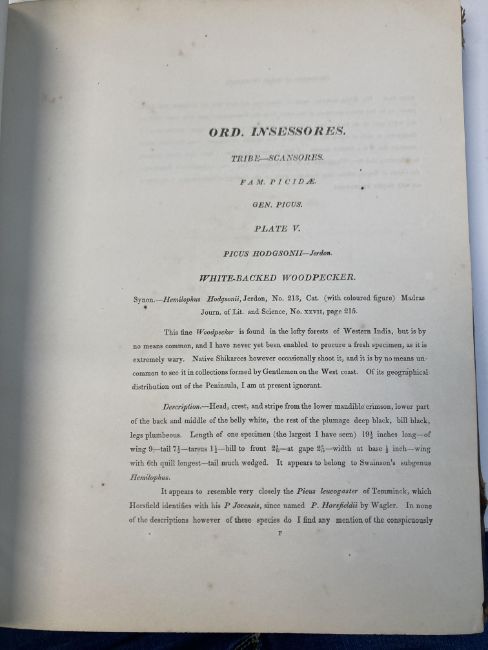 ORD. INSESSORES.
TRIBE—SCANSORES.
FAM. PICIDÆ.
GEN. PICUS.
PLATE V.
PICUS HODGSONII—Jerdon.
WHITE-BACKED WOODPECKER.
Synon.—Hemilophus Hodgsonii, Jerdon, No. 213, Cat. (with coloured figure) Madras
Journ. of Lit. and Science, No. XXVII, page 215.
This fine Woodpecker is found in the lofty forests of Western India, but is by
no means common, and I have never yet been enabled to procure a fresh specimen, as it is
extremely wary. Native Shikarees however occasionally shoot it, and it is by no means un-
common to see it in collections formed by Gentlemen on the West coast. Of its geographical
distribution out of the Peninsula, I am at present ignorant.
Description.—Head, crest, and stripe from the lower mandible crimson, lower part
of the back and middle of the belly white, the rest of the plumage deep black, bill black,
legs plumbeous. Length of one specimen (the largest I have seen) 19½ inches long—of
wing 9—tail 7½—tarsus 1½—bill to front at gape width at base ½ inch—wing
with 6th quill longest—tail much wedged. It appears to belong to Swainson's subgenus
Hemilophus.
It appears to resemble very closely the Picus leucogaster of Temminck, which
Horsfield identifies with his P Javensis, since named P. Horsfieldii by Wagler. In none
of the descriptions however of these species do I find any mention of the conspicuously
F